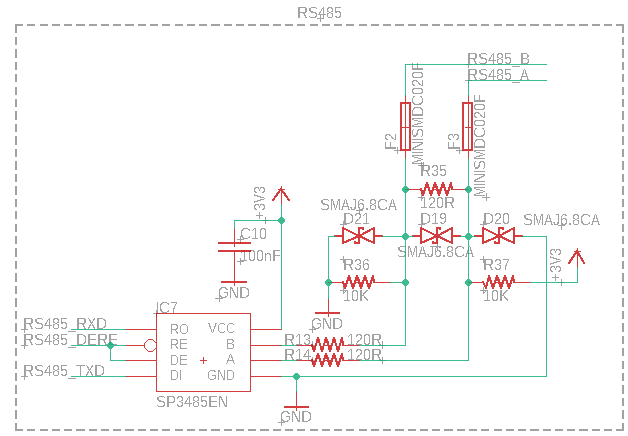 RS485
RS485_B
RS485_A
MINISMDC020F
MINISMDC020F
F2
F3
R35
120R
+3V3
SMAJ6.8CA
D21
D19
D20
SMAJ6.8CA
SMAJ6.8CA
C10
100nF
GND
R36
10K
R37
10K
+3V3
GND
IC7
RS485_RXD
RS485_DERE
RS485_TXD
RO
RE
DE
DI
VCC
B
A
GND
R13
120R
R14
120R
SP3485EN
GND